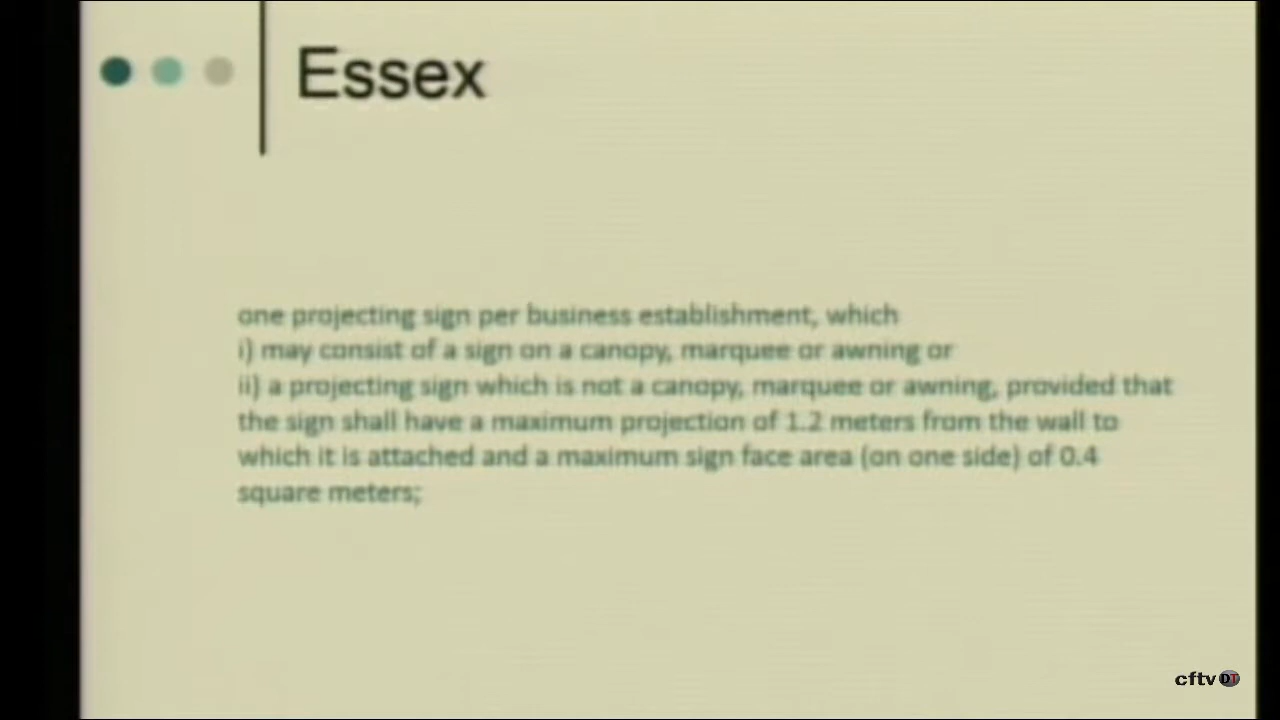 Essex
one projecting sign per business establishment, which
i) may consist of a sign on a canopy, marquee or awning or
ii) a projecting sign which is not a canopy, marquee or awning, provided that
the sign shall have a maximum projection of 1.2 meters from the wall to
which it is attached and a maximum sign face area (on one side) of 0.4
square meters;
cftvDT